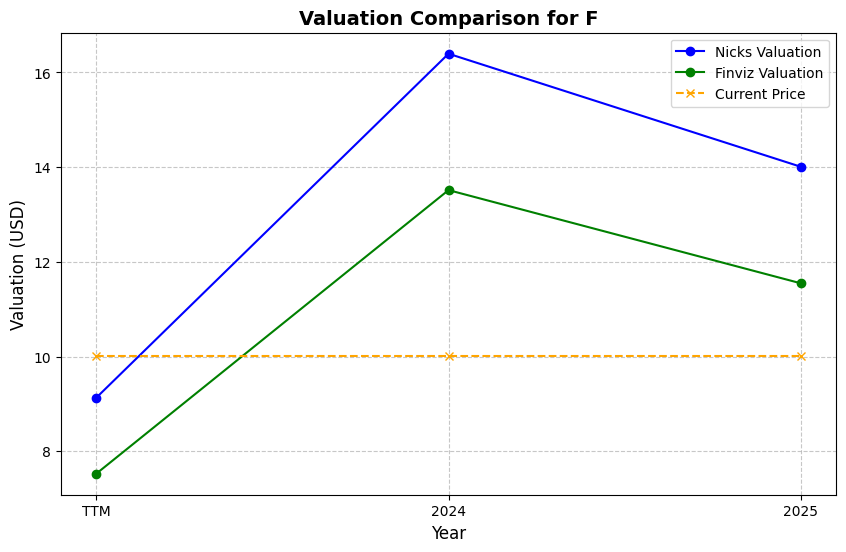 Valuation Comparison for F
Nicks Valuation
Finviz Valuation
Current Price
Valuation (USD)
16
14
12
10
8
TTM
2024
2025
Year